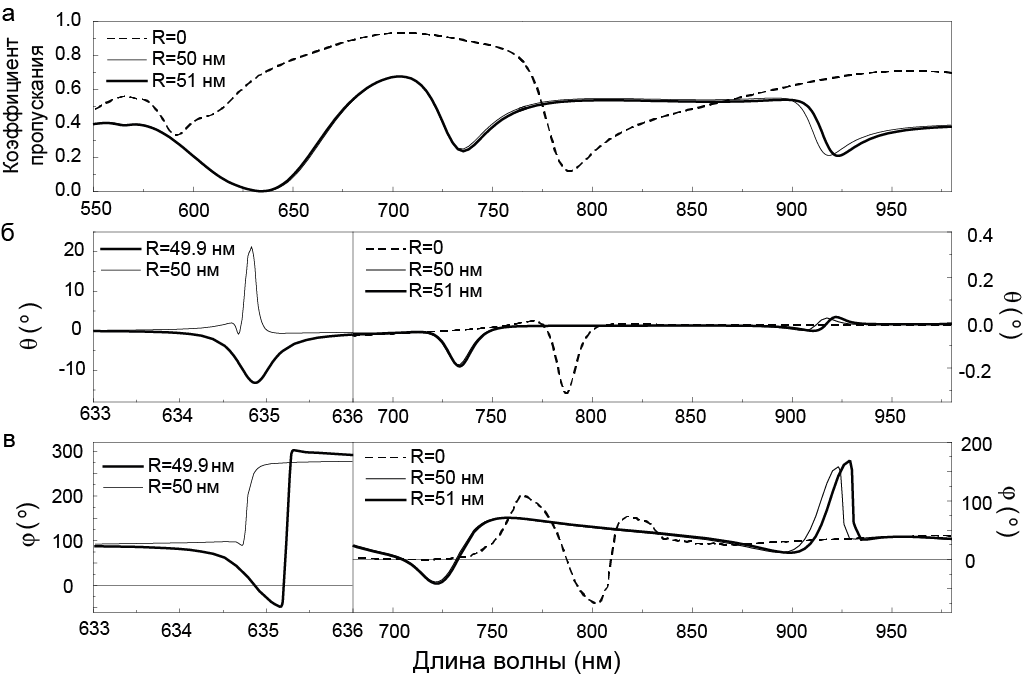 а
Коэффициент
пропускания
1.0
0.8
0.6
0.4
0.2
0.0
R=0
R=50 нм
R=51 нм
550 600 650 700 750 800 850 900 950
б
θ (º)
20
10
0
-10
R=49.9 нм
R=50 нм
R=0
R=50 нм
R=51 нм
0.4
0.2
0.0
-0.2
θ (º)
633 634 635 636 700 750 800 850 900 950
в
φ (º)
300
200
100
0
R=49.9 нм
R=50 нм
R=0
R=50 нм
R=51 нм
200
100
0
φ (º)
633 634 635 636 700 750 800 850 900 950
Длина волны (нм)